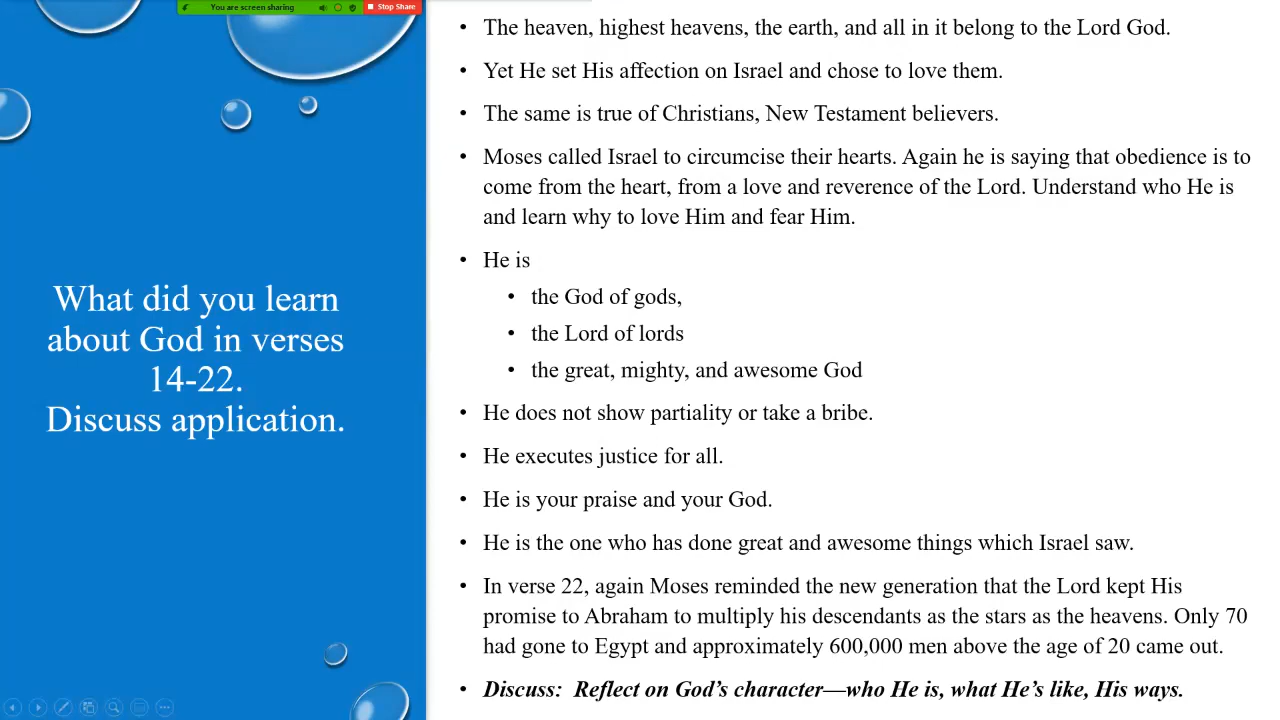 You are screen sharing
Stop Share
What did you learn
about God in verses
14-22.
Discuss application.
• The heaven, highest heavens, the earth, and all in it belong to the Lord God.
• Yet He set His affection on Israel and chose to love them.
• The same is true of Christians, New Testament believers.
• Moses called Israel to circumcise their hearts. Again he is saying that obedience is to
come from the heart, from a love and reverence of the Lord. Understand who He is
and learn why to love Him and fear Him.
• He is
• the God of gods,
• the Lord of lords
• the great, mighty, and awesome God
• He does not show partiality or take a bribe.
• He executes justice for all.
• He is your praise and your God.
• He is the one who has done great and awesome things which Israel saw.
• In verse 22, again Moses reminded the new generation that the Lord kept His
promise to Abraham to multiply his descendants as the stars as the heavens. Only 70
had gone to Egypt and approximately 600,000 men above the age of 20 came out.
• Discuss: Reflect on God’s character—who He is, what He’s like, His ways.